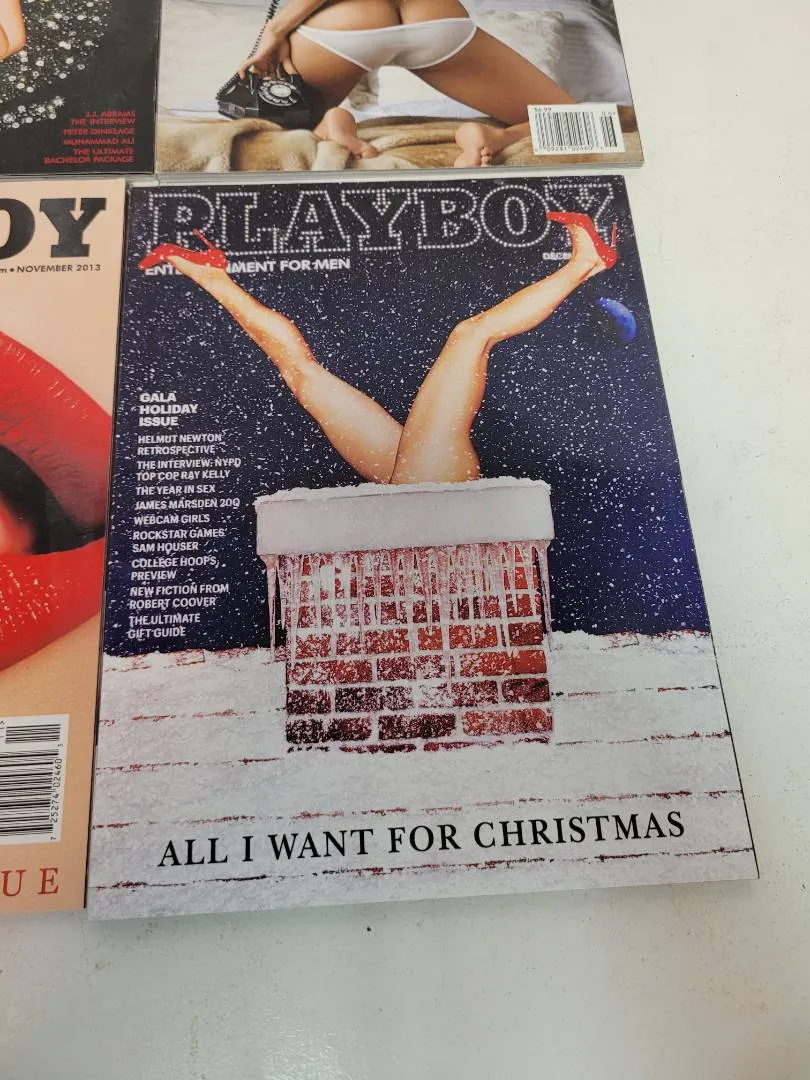 J.J. ABRAMS
THE INTERVIEW
PETER DINKLAGE
MUHAMMAD ALI
THE ULTIMATE
BACHELOR PACKAGE
$6.99
OY
• NOVEMBER 2013
UE
PLAYBOY
ENTERTAINMENT FOR MEN
GALA
HOLIDAY
ISSUE
HELMUT NEWTON
RETROSPECTIVE
THE INTERVIEW: NYPD
TOP COP RAY KELLY
THE YEAR IN SEX
JAMES MARSDEN 20Q
WEBCAM GIRLS
ROCKSTAR GAMES'
SAM HOUSER
COLLEGE HOOPS
PREVIEW
NEW FICTION FROM
ROBERT COOVER
THE ULTIMATE
GIFT GUIDE
ALL I WANT FOR CHRISTMAS